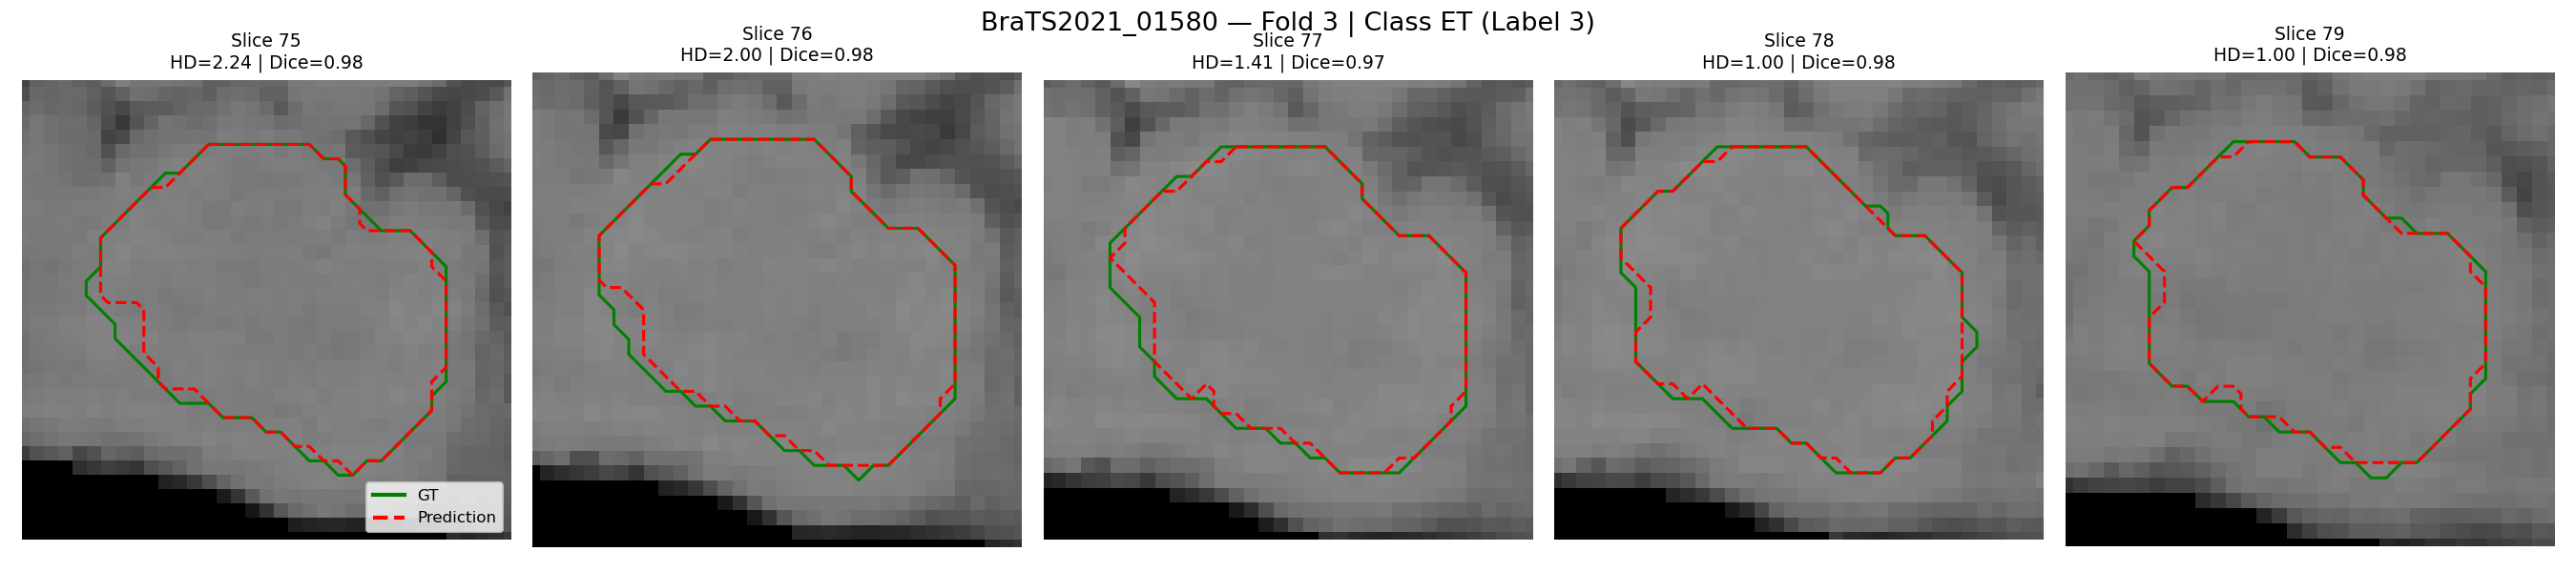 BraTS2021_01580 — Fold 3 | Class ET (Label 3)
Slice 75
HD=2.24 | Dice=0.98
Slice 76
HD=2.00 | Dice=0.98
Slice 77
HD=1.41 | Dice=0.97
Slice 78
HD=1.00 | Dice=0.98
Slice 79
HD=1.00 | Dice=0.98
GT
Prediction